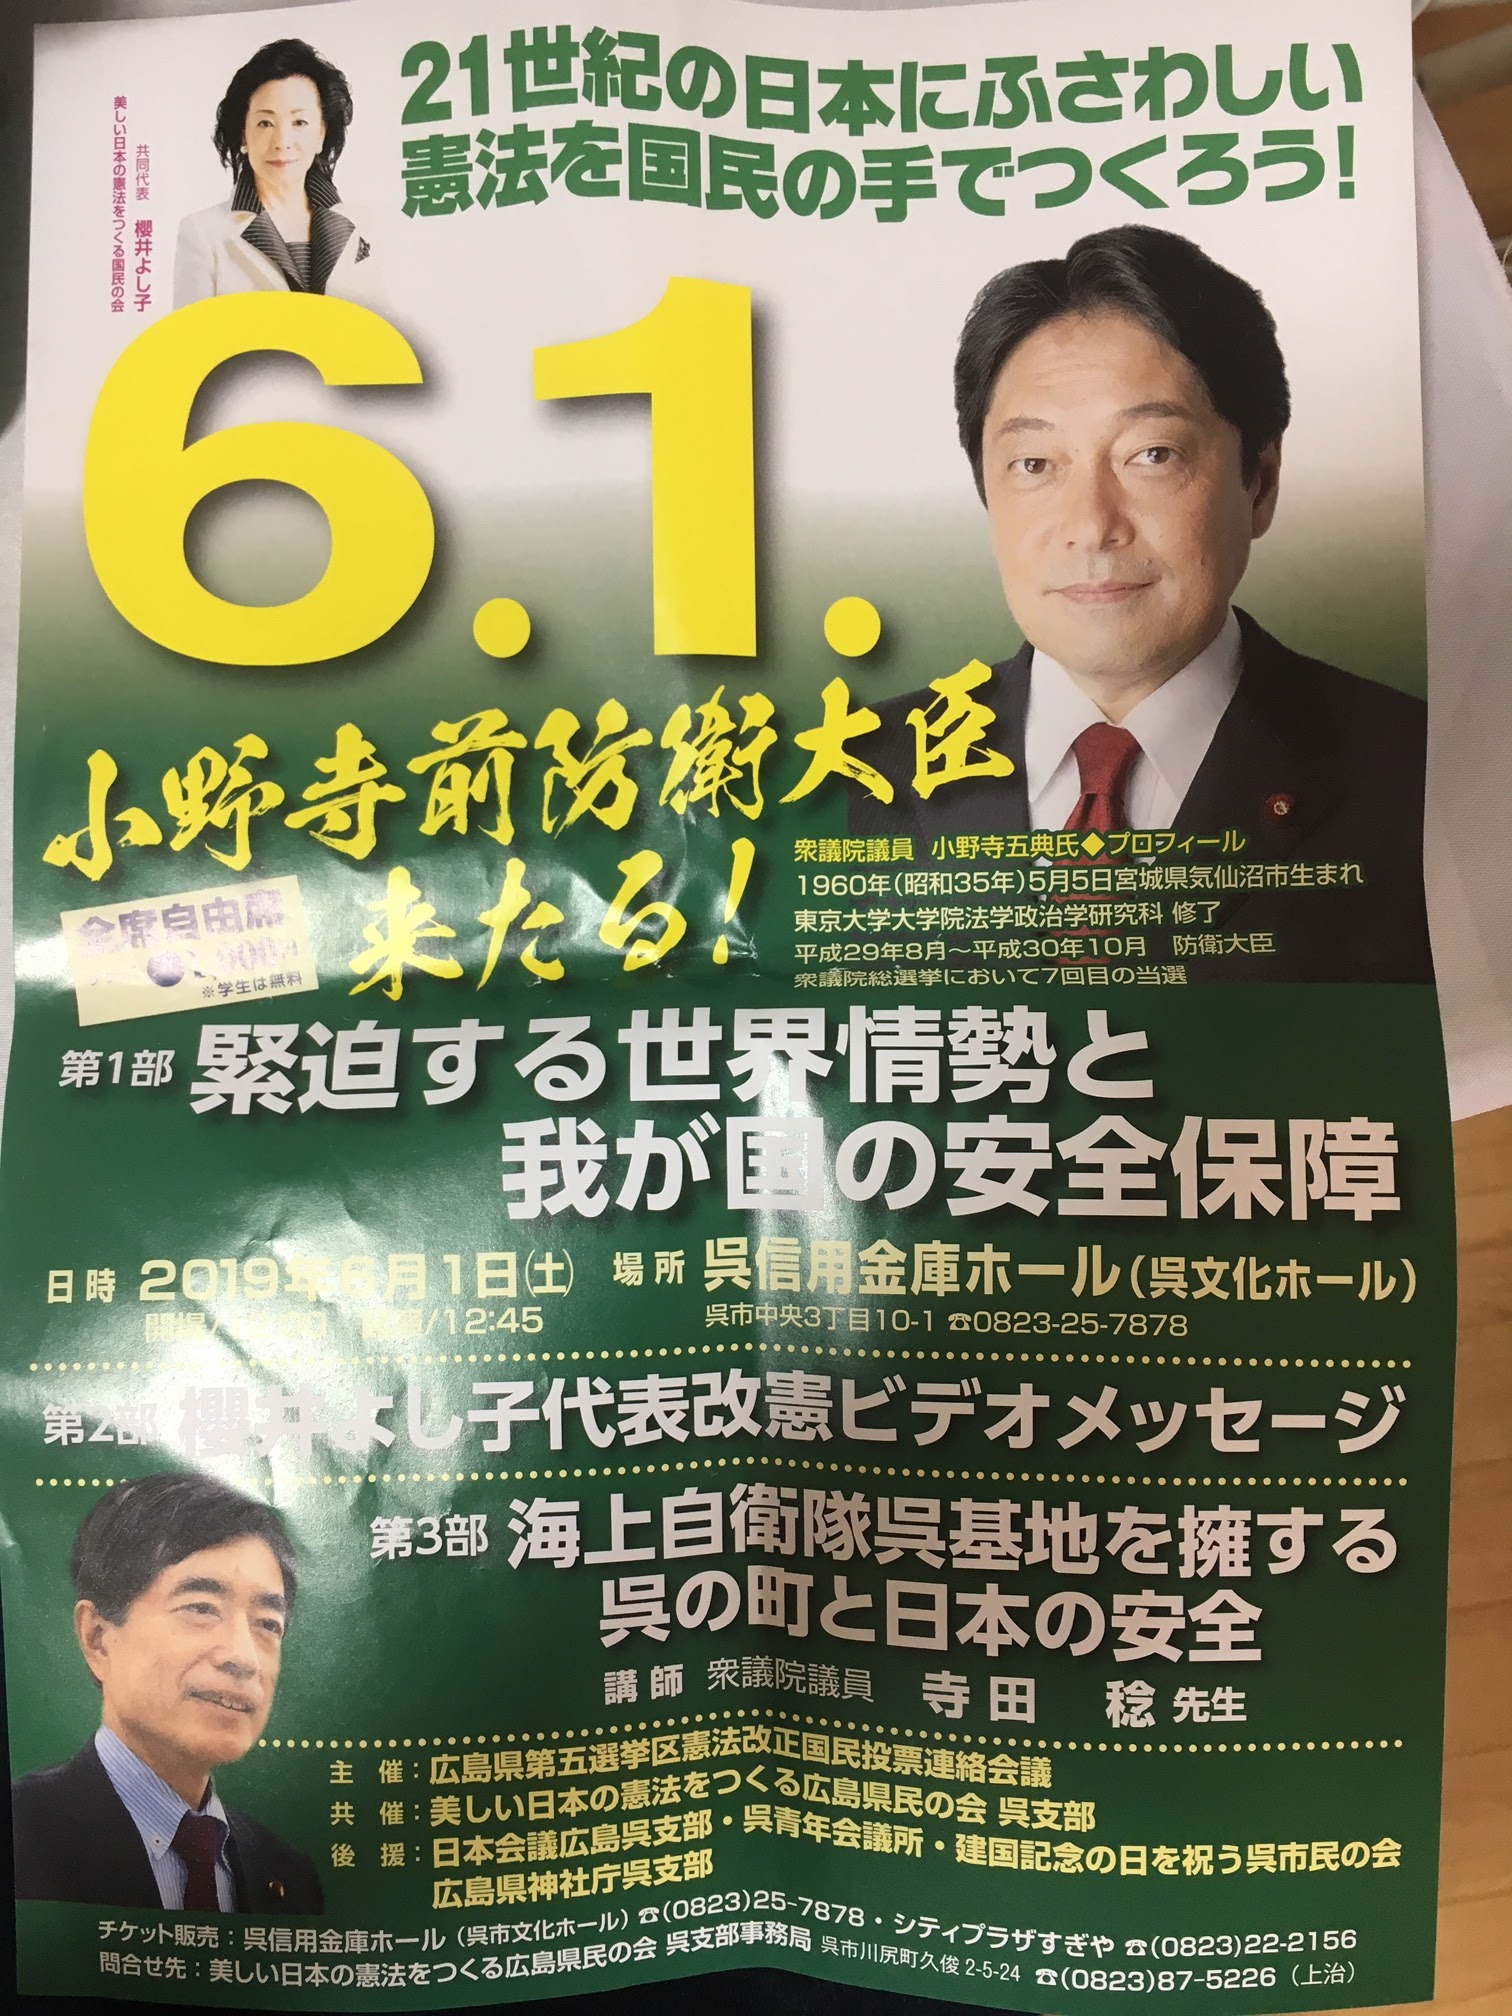 21世紀の日本にふさわしい
憲法を国民の手でつくろう!
共同代表 櫻井よし子
美しい日本の憲法をつくる国民の会
6.1.
小野寺前防衛大臣
来たる!
衆議院議員 小野寺五典氏◆プロフィール
1960年(昭和35年)5月5日宮城県気仙沼市生まれ
東京大学大学院法学政治学研究科 修了
平成29年8月〜平成30年10月 防衛大臣
衆議院総選挙において7回目の当選
全席自由席
※学生は無料
第1部 緊迫する世界情勢と
我が国の安全保障
日時 2019年6月1日(土) 場所 呉信用金庫ホール(呉文化ホール)
/12:45 呉市中央3丁目10-1 ☎0823-25-7878
第2部 櫻井よし子代表改憲ビデオメッセージ
第3部 海上自衛隊呉基地を擁する
呉の町と日本の安全
講師 衆議院議員 寺田 稔 先生
主 催:広島県第五選挙区憲法改正国民投票連絡会議
共 催:美しい日本の憲法をつくる広島県民の会 呉支部
後 援:日本会議広島呉支部・呉青年会議所・建国記念の日を祝う呉市民の会
広島県神社庁呉支部
チケット販売:呉信用金庫ホール(呉市文化ホール)☎(0823)25-7878・シティプラザすぎや ☎(0823)22-2156
問合せ先:美しい日本の憲法をつくる広島県民の会 呉支部事務局 呉市川尻町久俊 2-5-24 ☎(0823)87-5226(上治)